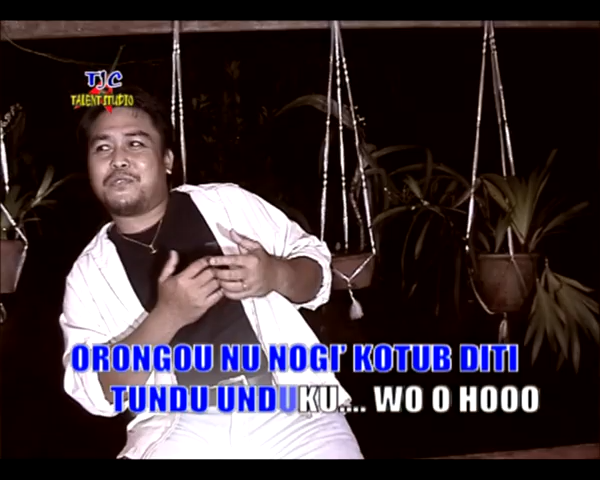 TJC
TALENT STUDIO
ORONGOU NU NOGI' KOTUB DITI
TUNDU UNDUKU.... WO O HOOO